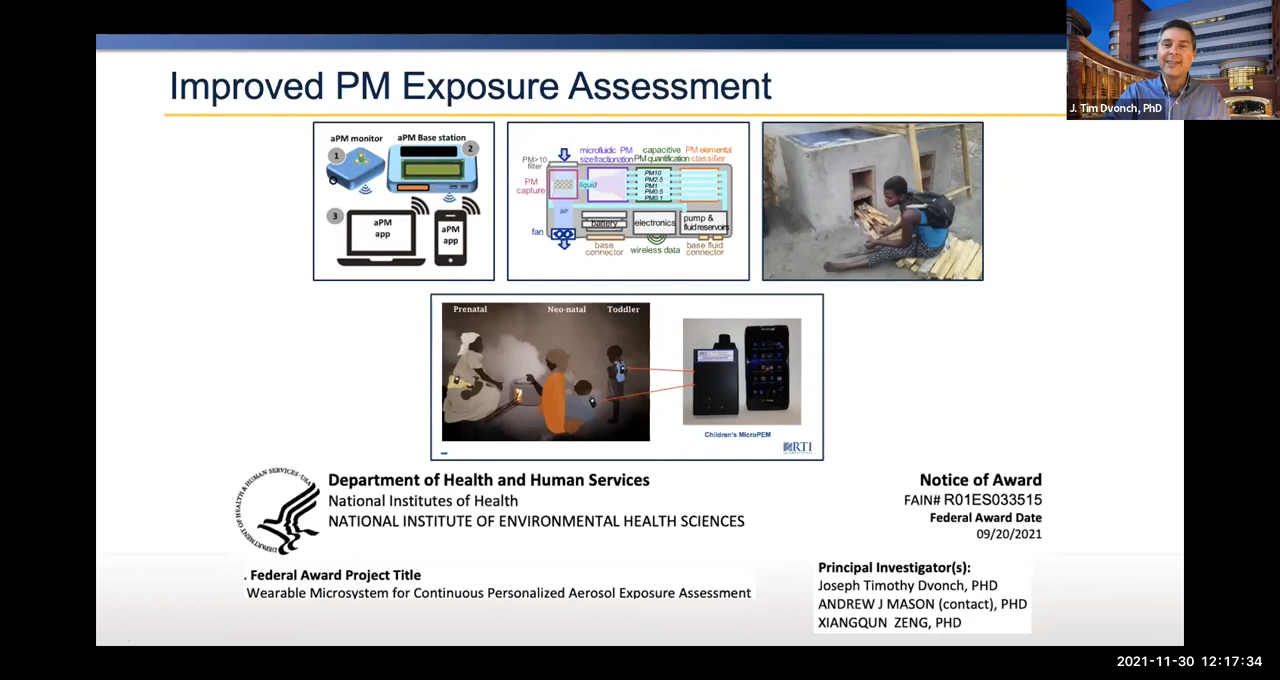 J. Tim Dvonch, PhD
Improved PM Exposure Assessment
aPM monitor
aPM Base station
1
2
3
aPM
app
aPM
app
PM>10
filter
microfluidic PM
size fractionation
capacitive
PM quantification
PM elemental
classifier
PM
capture
liquid
PM10
PM2.5
PM1
PM0.5
PM0.1
air
fan
battery
electronics
pump &
fluid reservoirs
base
connector
wireless data
base fluid
connector
Prenatal
Neo-natal
Toddler
Children's MicroPEM
RTI
DEPARTMENT OF HEALTH & HUMAN SERVICES · USA
Department of Health and Human Services
National Institutes of Health
NATIONAL INSTITUTE OF ENVIRONMENTAL HEALTH SCIENCES
Notice of Award
FAIN# R01ES033515
Federal Award Date
09/20/2021
. Federal Award Project Title
Wearable Microsystem for Continuous Personalized Aerosol Exposure Assessment
Principal Investigator(s):
Joseph Timothy Dvonch, PHD
ANDREW J MASON (contact), PHD
XIANGQUN ZENG, PHD
2021-11-30 12:17:34